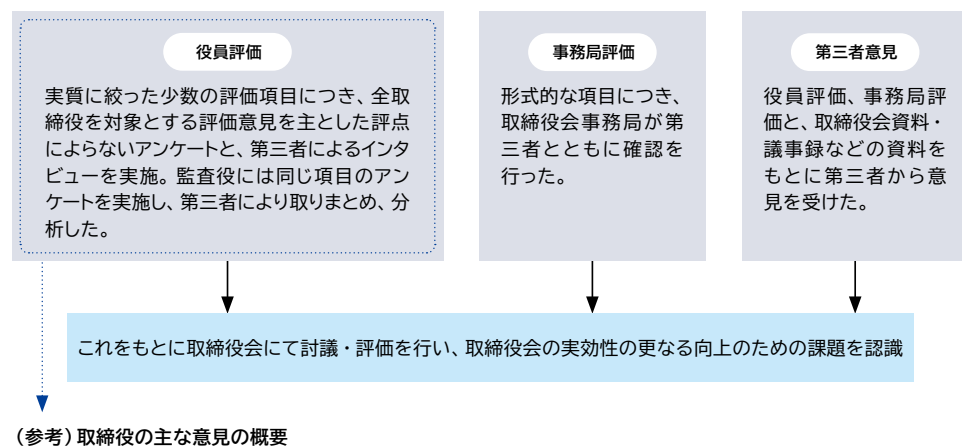 役員評価
実質に絞った少数の評価項目につき、全取
締役を対象とする評価意見を主とした評点
によらないアンケートと、第三者によるインタ
ビューを実施。監査役には同じ項目のアン
ケートを実施し、第三者により取りまとめ、分
析した。
事務局評価
形式的な項目につき、
取締役会事務局が第
三者とともに確認を
行った。
第三者意見
役員評価、事務局評
価と、取締役会資料・
議事録などの資料を
もとに第三者から意
見を受けた。
これをもとに取締役会にて討議・評価を行い、取締役会の実効性の更なる向上のための課題を認識
（参考）取締役の主な意見の概要